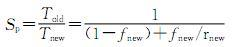 S_p = T_old / T_new = 1 / ((1 - f_new) + f_new / r_new)